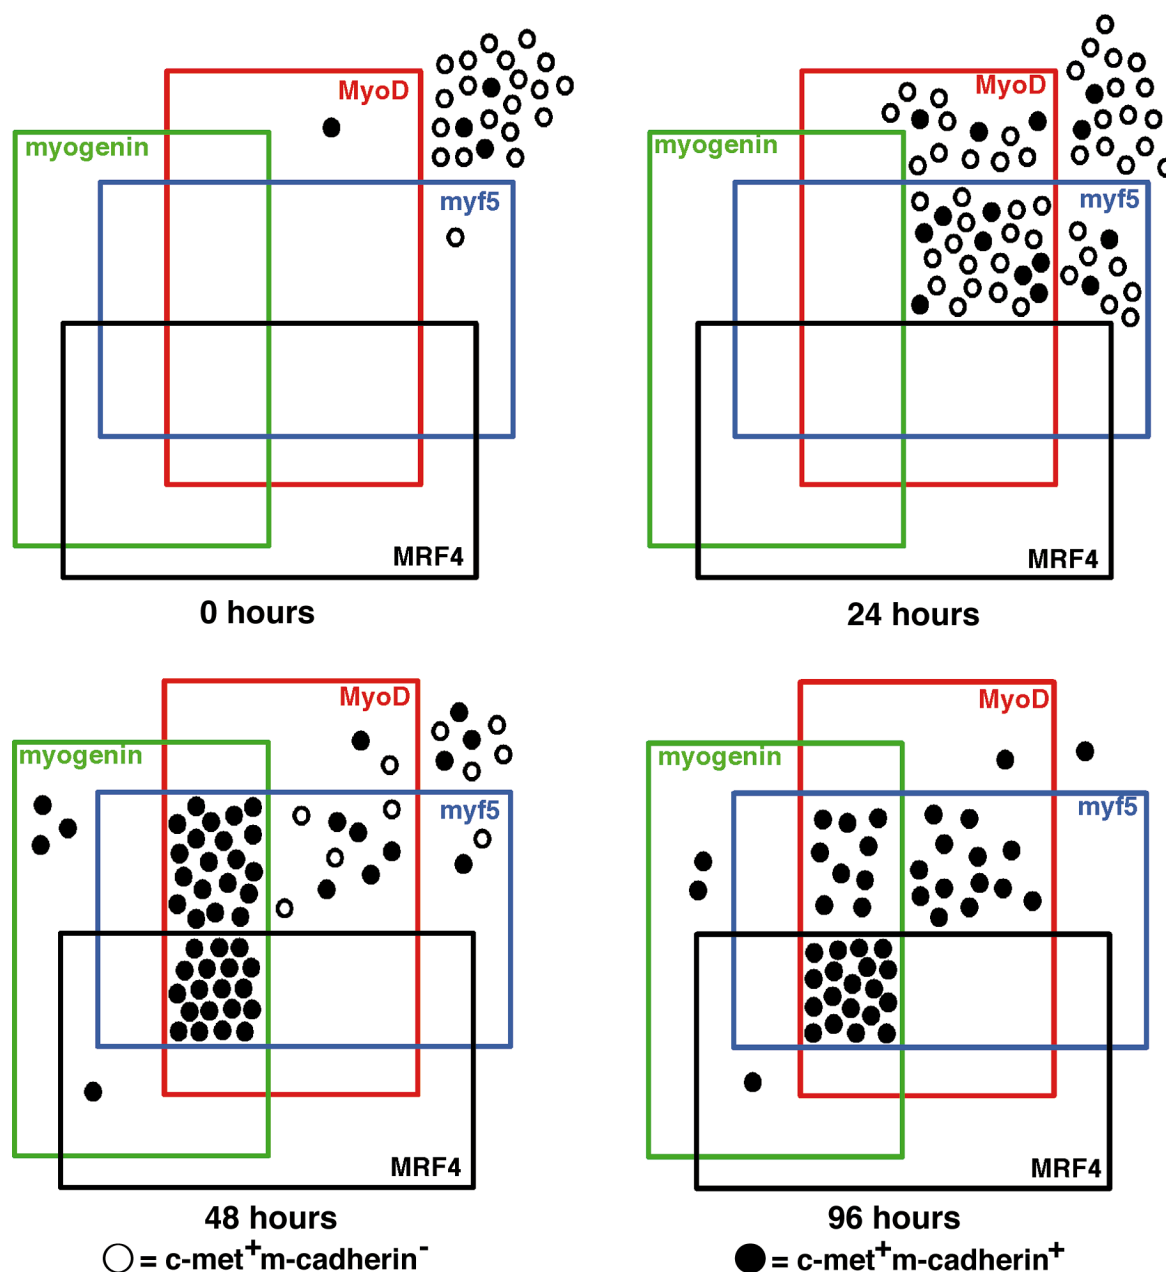 MyoD
myogenin
myf5
MRF4
0 hours
MyoD
myogenin
myf5
MRF4
24 hours
MyoD
myogenin
myf5
MRF4
48 hours
MyoD
myogenin
myf5
MRF4
96 hours
= c-met+m-cadherin-
= c-met+m-cadherin+